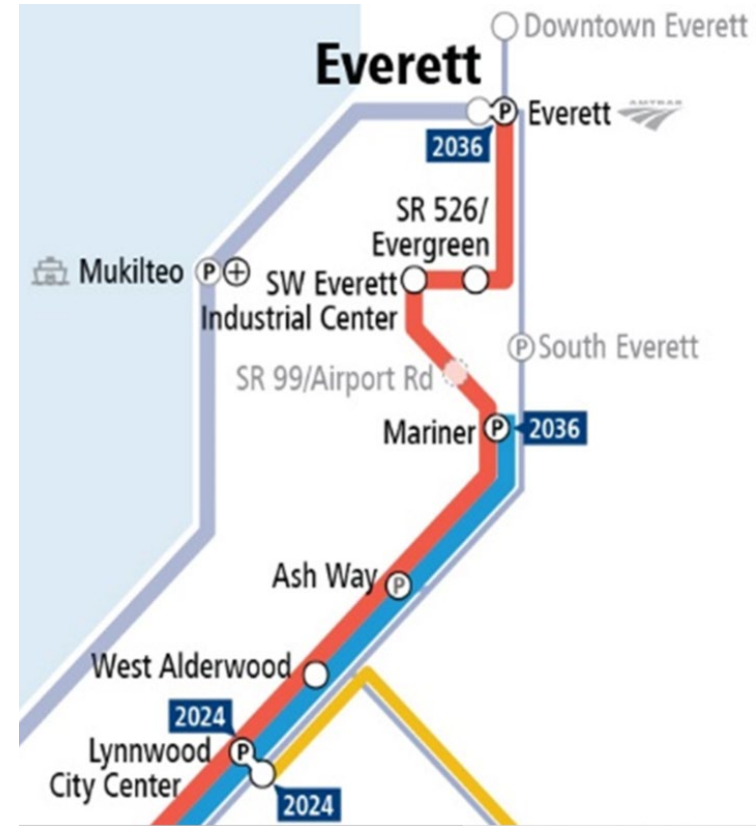 Downtown Everett
Everett
P
Everett
AMTRAK
2036
SR 526/
Evergreen
Mukilteo
P
SW Everett
Industrial Center
P
South Everett
SR 99/Airport Rd
Mariner
P
2036
Ash Way
P
West Alderwood
2024
Lynnwood
City Center
P
2024